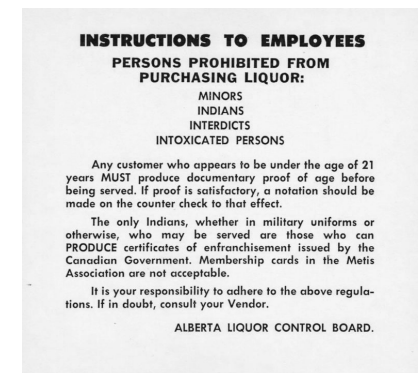 INSTRUCTIONS TO EMPLOYEES
PERSONS PROHIBITED FROM
PURCHASING LIQUOR:
MINORS
INDIANS
INTERDICTS
INTOXICATED PERSONS
Any customer who appears to be under the age of 21
years MUST produce documentary proof of age before
being served. If proof is satisfactory, a notation should be
made on the counter check to that effect.
The only Indians, whether in military uniforms or
otherwise, who may be served are those who can
PRODUCE certificates of enfranchisement issued by the
Canadian Government. Membership cards in the Metis
Association are not acceptable.
It is your responsibility to adhere to the above regula-
tions. If in doubt, consult your Vendor.
ALBERTA LIQUOR CONTROL BOARD.